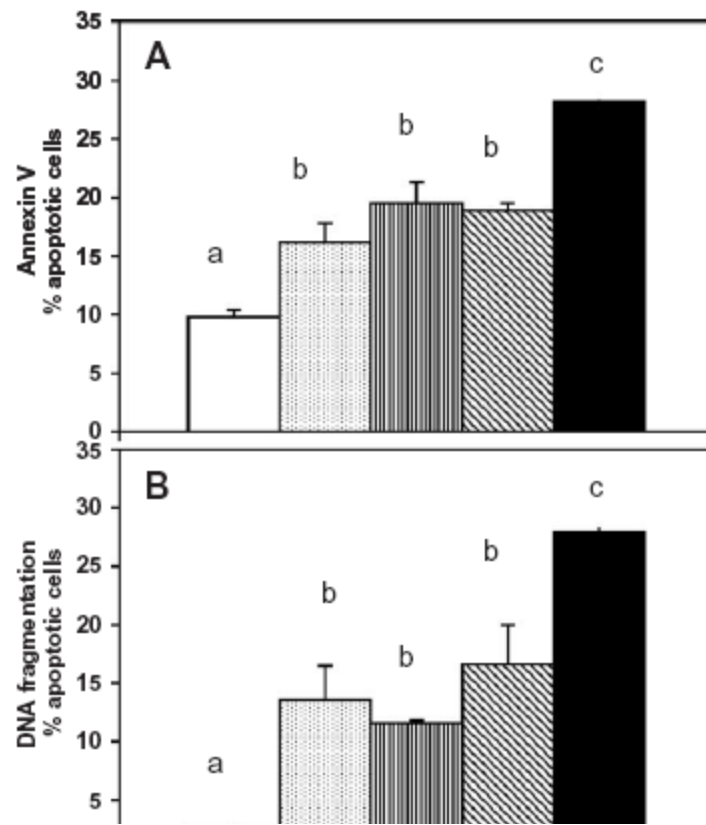 A
Annexin V
% apoptotic cells
35
30
25
20
15
10
5
0
a
b
b
b
c
B
DNA fragmentation
% apoptotic cells
35
30
25
20
15
10
5
a
b
b
b
c